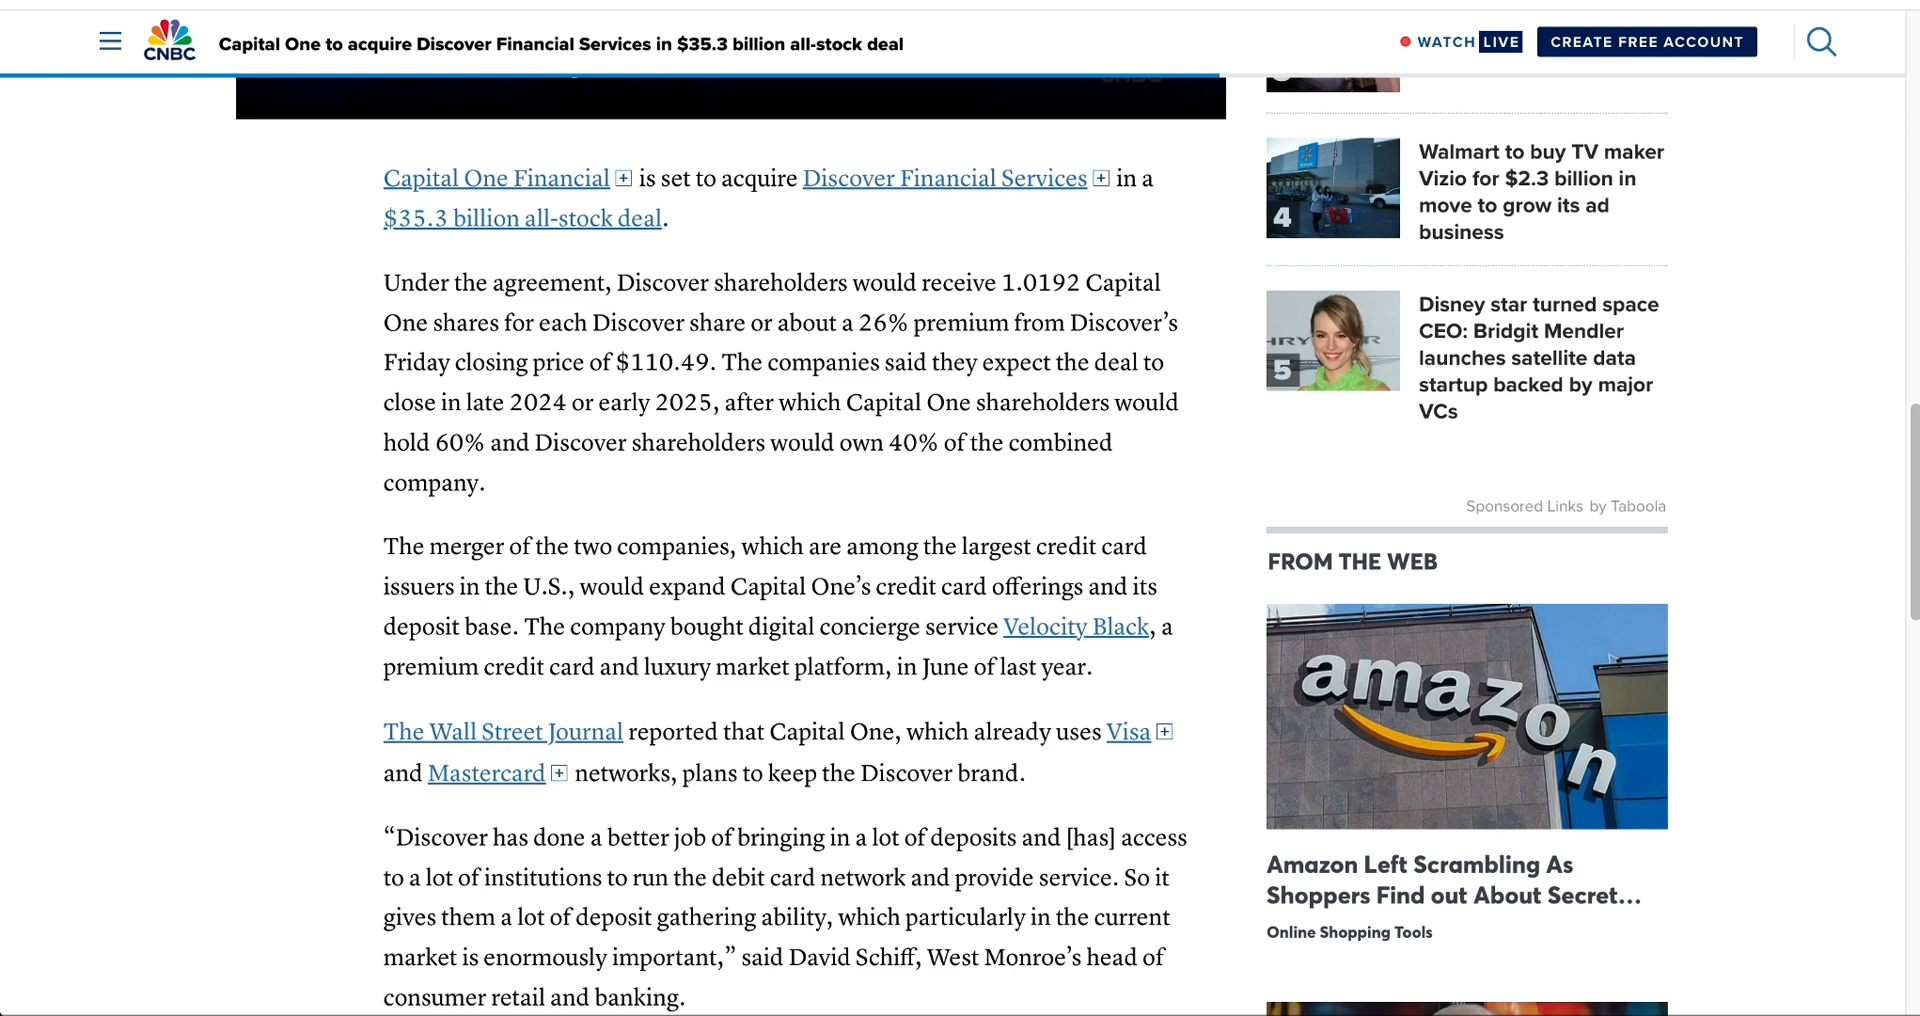 CNBC
Capital One to acquire Discover Financial Services in $35.3 billion all-stock deal
WATCH LIVE
CREATE FREE ACCOUNT
Capital One Financial is set to acquire Discover Financial Services in a
$35.3 billion all-stock deal.
Under the agreement, Discover shareholders would receive 1.0192 Capital
One shares for each Discover share or about a 26% premium from Discover’s
Friday closing price of $110.49. The companies said they expect the deal to
close in late 2024 or early 2025, after which Capital One shareholders would
hold 60% and Discover shareholders would own 40% of the combined
company.
The merger of the two companies, which are among the largest credit card
issuers in the U.S., would expand Capital One’s credit card offerings and its
deposit base. The company bought digital concierge service Velocity Black, a
premium credit card and luxury market platform, in June of last year.
The Wall Street Journal reported that Capital One, which already uses Visa
and Mastercard networks, plans to keep the Discover brand.
“Discover has done a better job of bringing in a lot of deposits and [has] access
to a lot of institutions to run the debit card network and provide service. So it
gives them a lot of deposit gathering ability, which particularly in the current
market is enormously important,” said David Schiff, West Monroe’s head of
consumer retail and banking.
4
Walmart to buy TV maker
Vizio for $2.3 billion in
move to grow its ad
business
5
Disney star turned space
CEO: Bridgit Mendler
launches satellite data
startup backed by major
VCs
Sponsored Links by Taboola
FROM THE WEB
amazon
Amazon Left Scrambling As
Shoppers Find out About Secret...
Online Shopping Tools